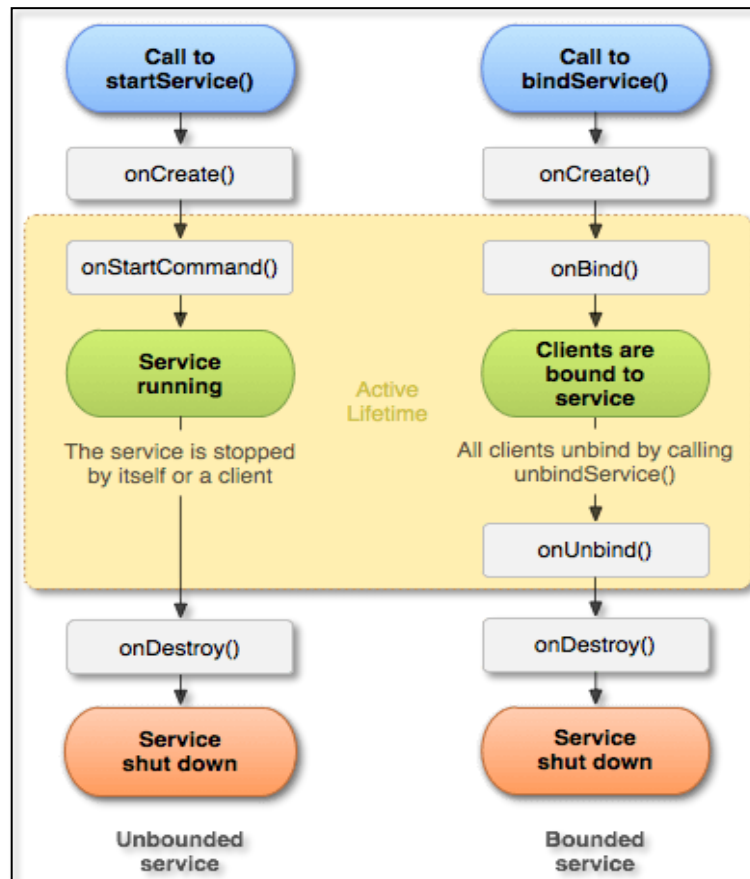 Call to
startService()
onCreate()
onStartCommand()
Service
running
The service is stopped
by itself or a client
onDestroy()
Service
shut down
Unbounded
service
Active
Lifetime
Call to
bindService()
onCreate()
onBind()
Clients are
bound to
service
All clients unbind by calling
unbindService()
onUnbind()
onDestroy()
Service
shut down
Bounded
service